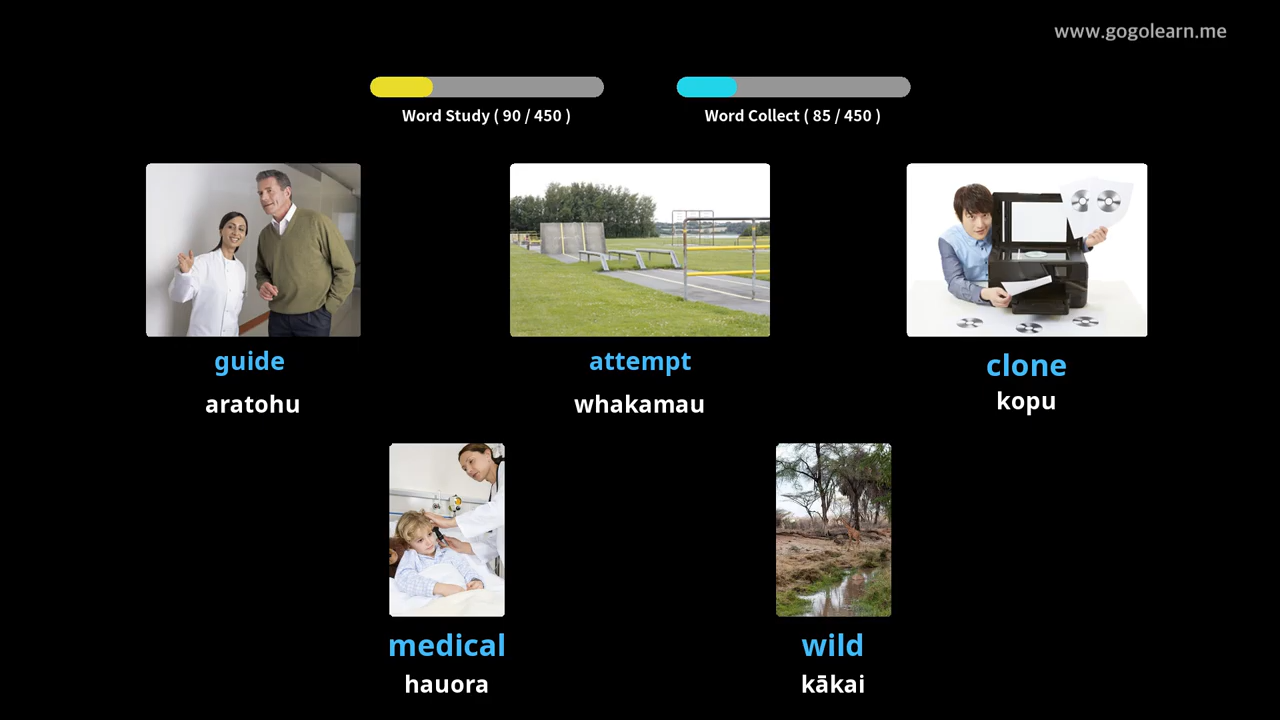 www.gogolearn.me
Word Study ( 90 / 450 )
Word Collect ( 85 / 450 )
guide
aratohu
attempt
whakamau
clone
kopu
medical
hauora
wild
kākai